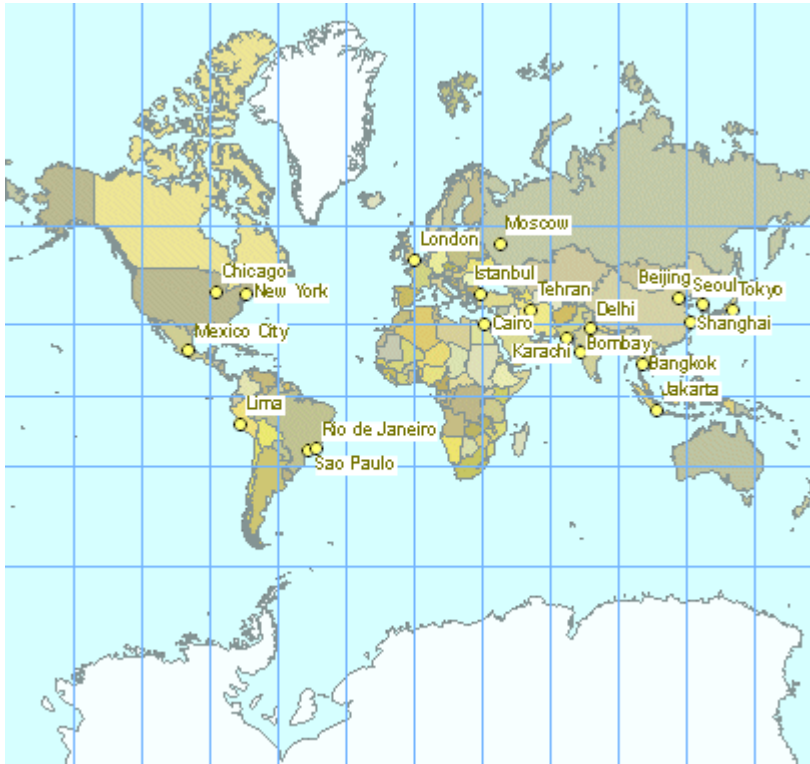 Moscow
London
Chicago
Istanbul
Beijing
Seoul
Tehran
Tokyo
New York
Delhi
Cairo
Shanghai
Mexico City
Karachi
Bombay
Bangkok
Jakarta
Lima
Rio de Janeiro
Sao Paulo